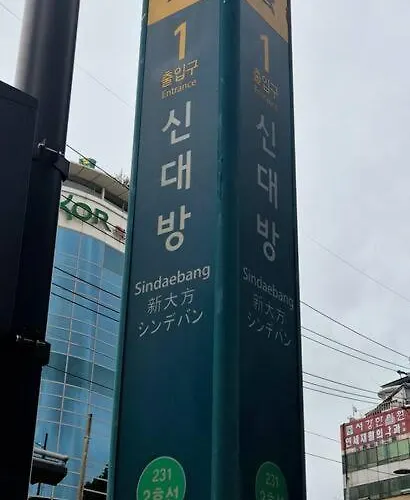 1
출입구
Entrance
신대방
Sindaebang
新大方
シンデバン
231
2호선
1
출입구
Entrance
신대방
Sindaebang
新大方
シンデバン
231
2호선
KOR